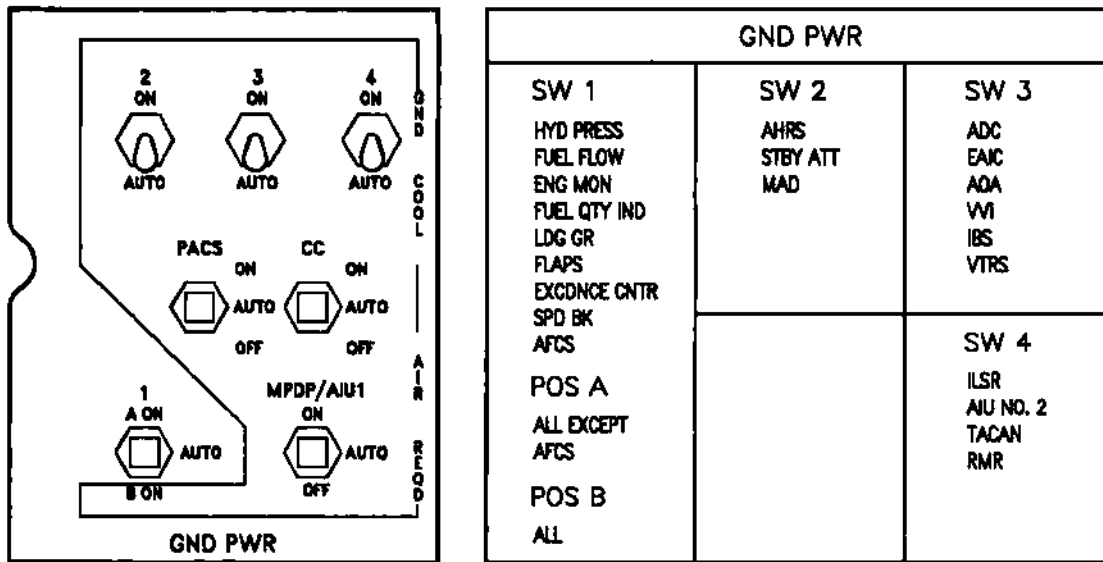 2
ON
AUTO
3
ON
AUTO
4
ON
AUTO
GND COOL AIR REQD
PACS
ON
AUTO
OFF
CC
ON
AUTO
OFF
1
A ON
AUTO
B ON
MPDP/AIU1
ON
AUTO
OFF
GND PWR
GND PWR
SW 1
HYD PRESS
FUEL FLOW
ENG MON
FUEL QTY IND
LDG GR
FLAPS
EXCDNCE CNTR
SPD BK
AFCS
POS A
ALL EXCEPT
AFCS
POS B
ALL
SW 2
AHRS
STBY ATT
MAD
SW 3
ADC
EAIC
AOA
VVI
IBS
VTRS
SW 4
ILSR
AIU NO. 2
TACAN
RMR